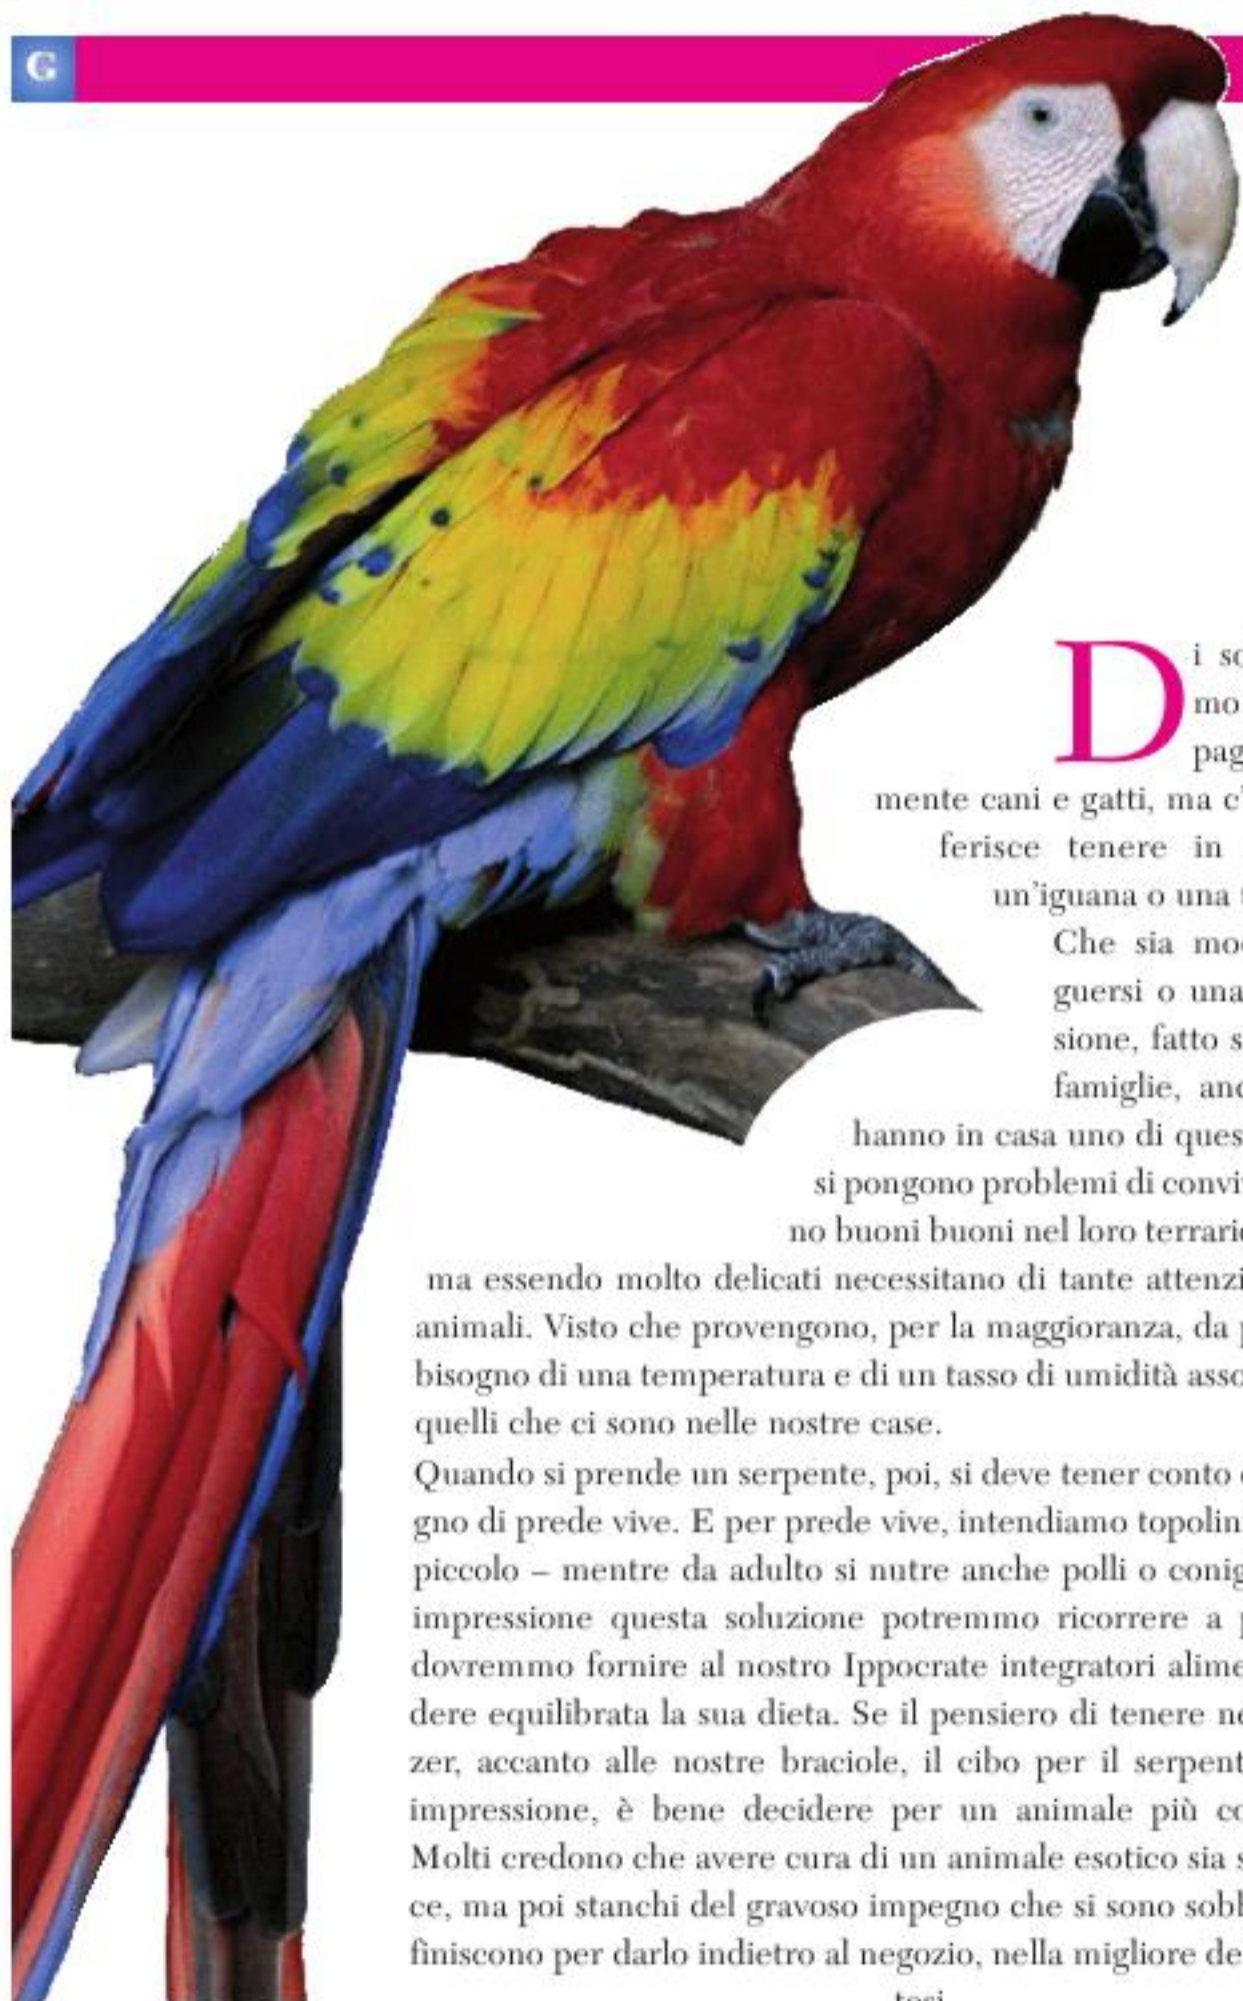 G
Di so
mo
pag
mente cani e gatti, ma c'
ferisce tenere in
un'iguana o una
Che sia mo
guersi o una
sione, fatto s
famiglie, anc
hanno in casa uno di ques
si pongono problemi di convi
no buoni buoni nel loro terrari
ma essendo molto delicati necessitano di tante attenzi
animali. Visto che provengono, per la maggioranza, da
bisogno di una temperatura e di un tasso di umidità asso
quelli che ci sono nelle nostre case.
Quando si prende un serpente, poi, si deve tener conto
gno di prede vive. E per prede vive, intendiamo topolin
piccolo – mentre da adulto si nutre anche polli o conig
impressione questa soluzione potremmo ricorrere a
dovremmo fornire al nostro Ippocrate integratori alime
dere equilibrata la sua dieta. Se il pensiero di tenere ne
zer, accanto alle nostre braciole, il cibo per il serpent
impressione, è bene decidere per un animale più co
Molti credono che avere cura di un animale esotico sia s
ce, ma poi stanchi del gravoso impegno che si sono sobb
finiscono per darlo indietro al negozio, nella migliore de